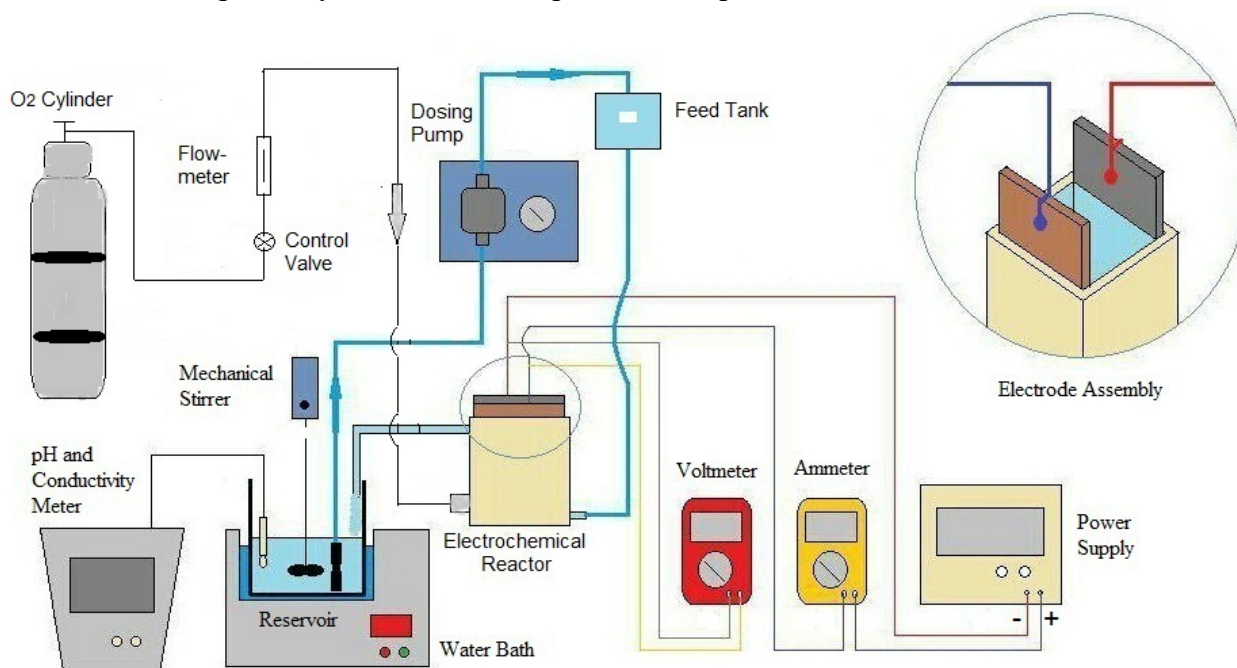 O2 Cylinder
Flow-
meter
Control
Valve
Dosing
Pump
Feed Tank
Electrode Assembly
Mechanical
Stirrer
pH and
Conductivity
Meter
Reservoir
Water Bath
Electrochemical
Reactor
Voltmeter
Ammeter
Power
Supply
- +